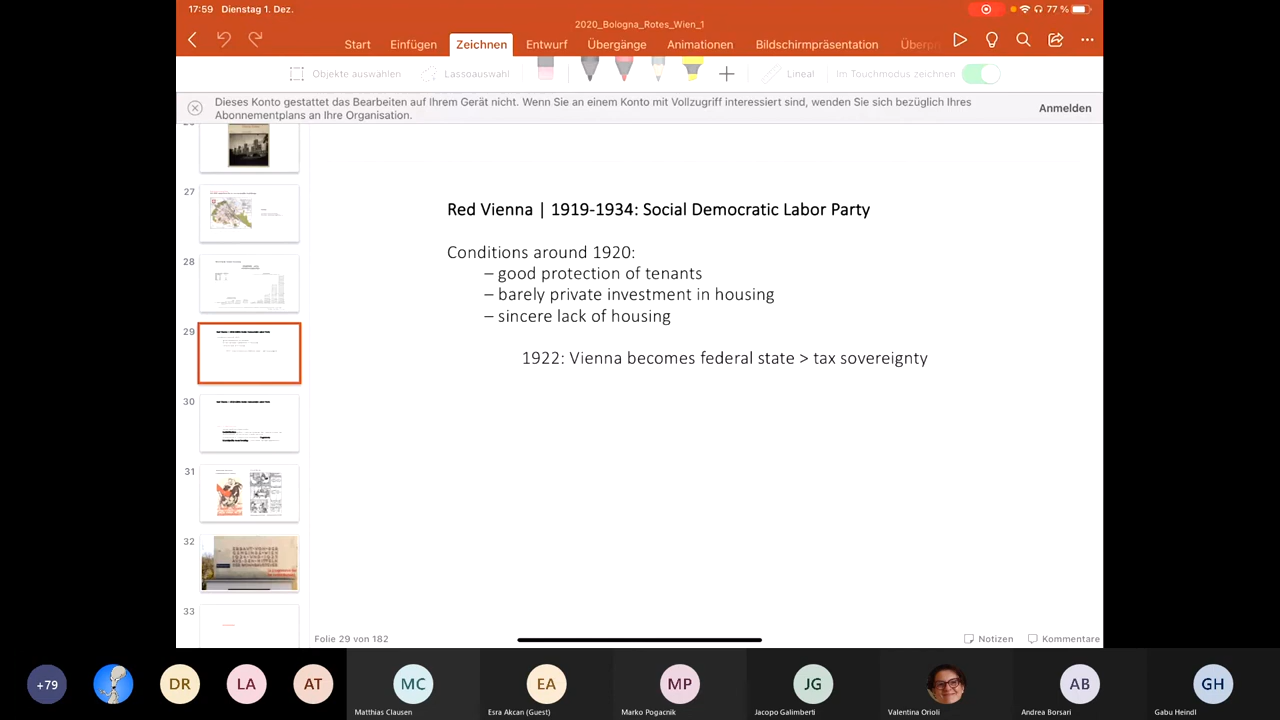 17:59 Dienstag 1. Dez.
77 %
2020_Bologna_Rotes_Wien_1
Start Einfügen Zeichnen Entwurf Übergänge Animationen Bildschirmpräsentation
Objekte auswählen Lassoauswahl Lineal Im Touchmodus zeichnen
Dieses Konto gestattet das Bearbeiten auf Ihrem Gerät nicht. Wenn Sie an einem Konto mit Vollzugriff interessiert sind, wenden Sie sich bezüglich Ihres
Abonnementplans an Ihre Organisation.
Anmelden
27
28
29
30
31
32
33
Red Vienna | 1919-1934: Social Democratic Labor Party
Conditions around 1920:
– good protection of tenants
– barely private investment in housing
– sincere lack of housing
1922: Vienna becomes federal state > tax sovereignty
Folie 29 von 182
Notizen Kommentare
+79 DR LA AT MC EA MP JG AB GH
Matthias Clausen Esra Akcan (Guest) Marko Pogacnik Jacopo Galimberti Valentina Orioli Andrea Borsari Gabu Heindl